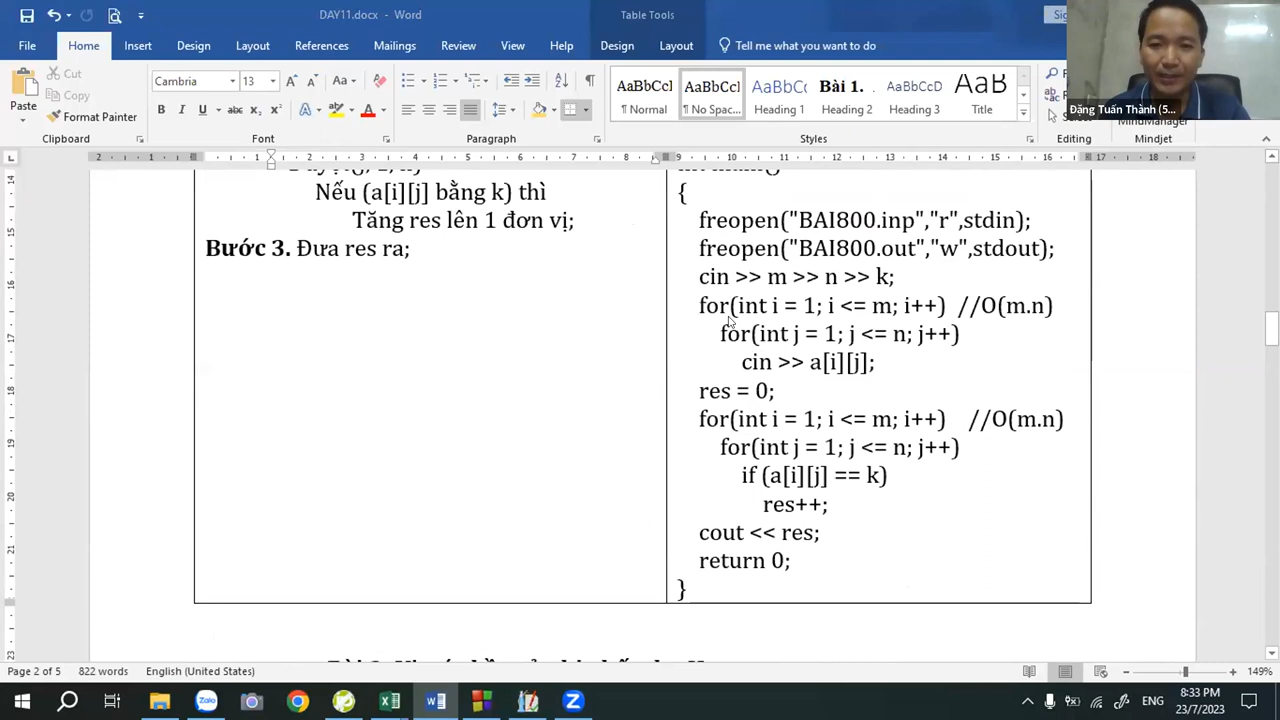 DAY11.docx - Word
Table Tools
File
Home
Insert
Design
Layout
References
Mailings
Review
View
Help
Design
Layout
Tell me what you want to do
Paste
Cut
Copy
Format Painter
Clipboard
Cambria
13
Font
Paragraph
AaBbCcI
¶ Normal
AaBbCcI
¶ No Spac...
AaBbC
Heading 1
AaBbCc
Heading 2
Bài 1.
Heading 3
AaB
Title
Styles
Editing
Đặng Tuấn Thành (5...
MindManager
Mindjet
Nếu (a[i][j] bằng k) thì
Tăng res lên 1 đơn vị;
Bước 3. Đưa res ra;
{
freopen("BAI800.inp","r",stdin);
freopen("BAI800.out","w",stdout);
cin >> m >> n >> k;
for(int i = 1; i <= m; i++) //O(m.n)
for(int j = 1; j <= n; j++)
cin >> a[i][j];
res = 0;
for(int i = 1; i <= m; i++) //O(m.n)
for(int j = 1; j <= n; j++)
if (a[i][j] == k)
res++;
cout << res;
return 0;
}
Page 2 of 5
822 words
English (United States)
149%
ENG
8:33 PM
23/7/2023